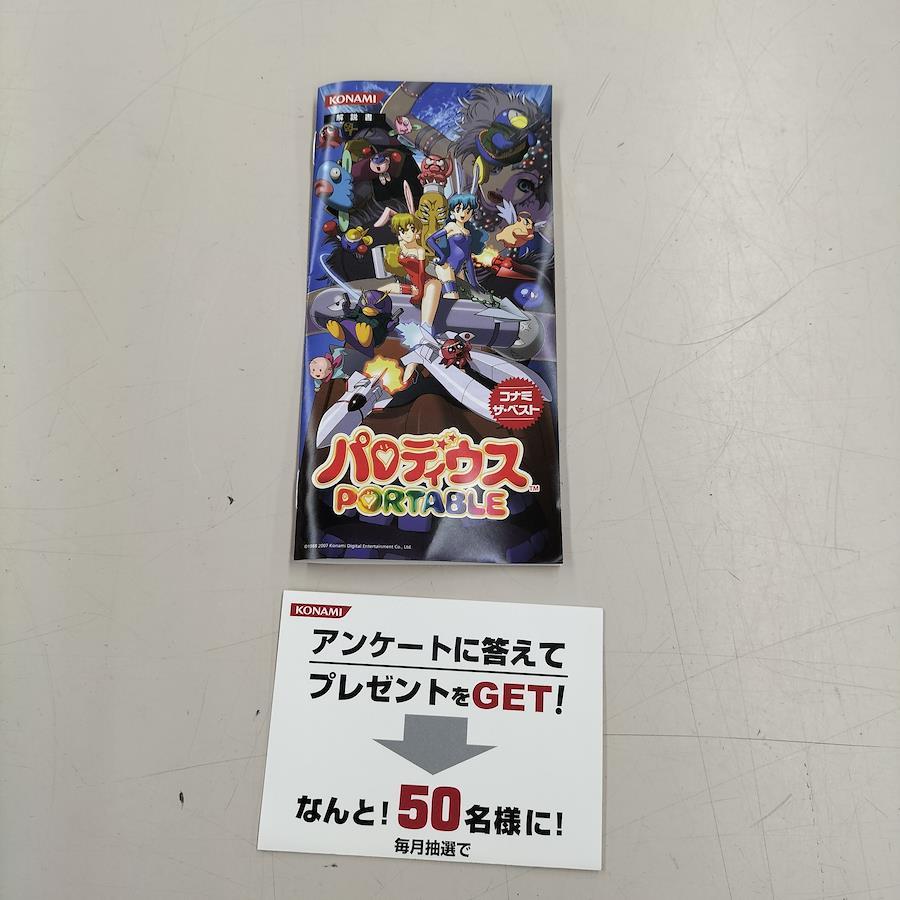 KONAMI
解説書
コナミ
ザ・ベスト
パロディウス
TM
PORTABLE
©1988 2007 Konami Digital Entertainment Co., Ltd.
KONAMI
アンケートに答えて
プレゼントをGET!
なんと!50名様に!
毎月抽選で